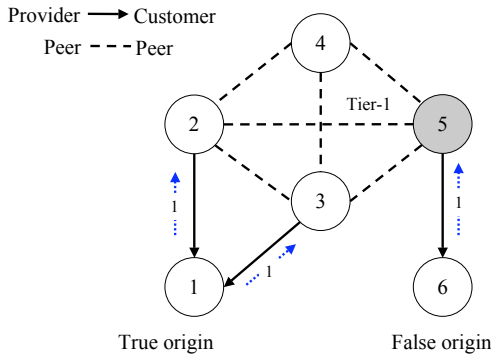 Provider Customer
Peer Peer
4
Tier-1
2
5
3
1
1
1
1
6
True origin
False origin